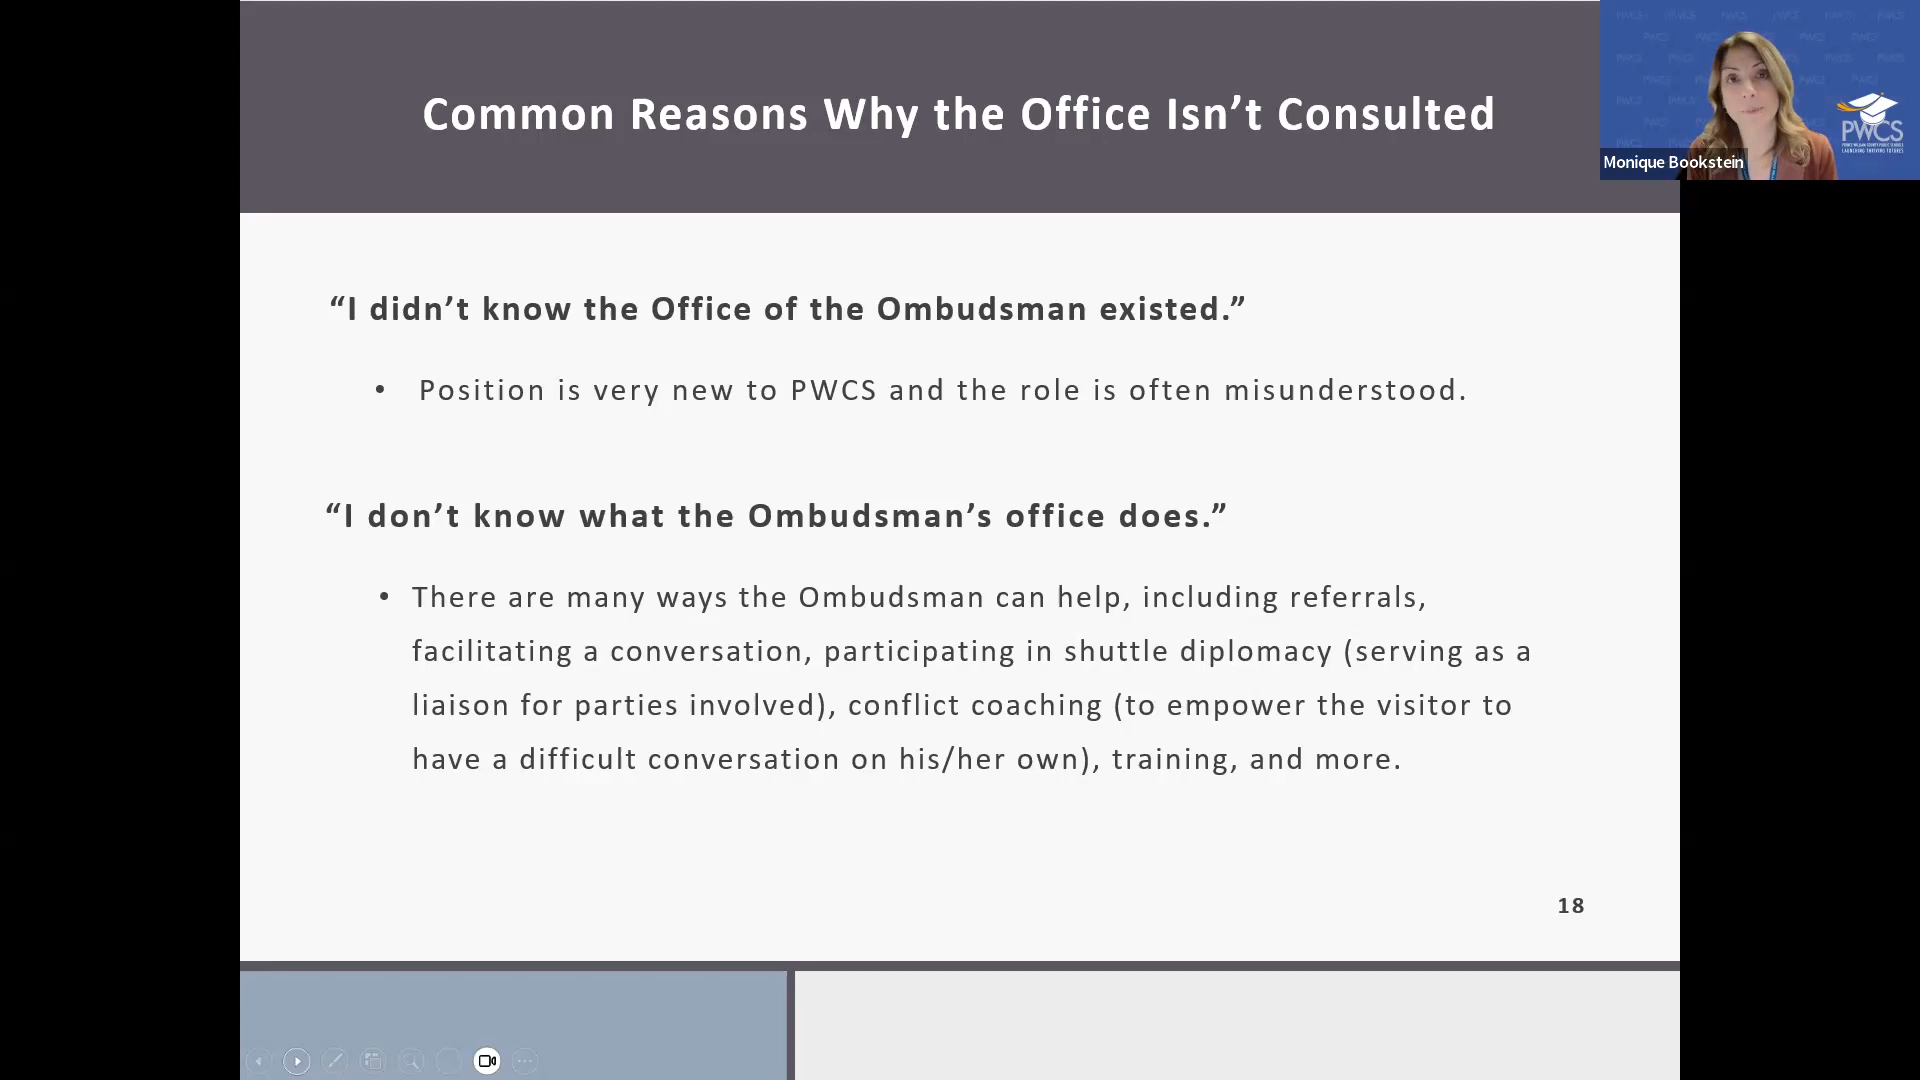 Common Reasons Why the Office Isn’t Consulted
PWCS
Monique Bookstein
“I didn’t know the Office of the Ombudsman existed.”
• Position is very new to PWCS and the role is often misunderstood.
“I don’t know what the Ombudsman’s office does.”
• There are many ways the Ombudsman can help, including referrals,
facilitating a conversation, participating in shuttle diplomacy (serving as a
liaison for parties involved), conflict coaching (to empower the visitor to
have a difficult conversation on his/her own), training, and more.
18